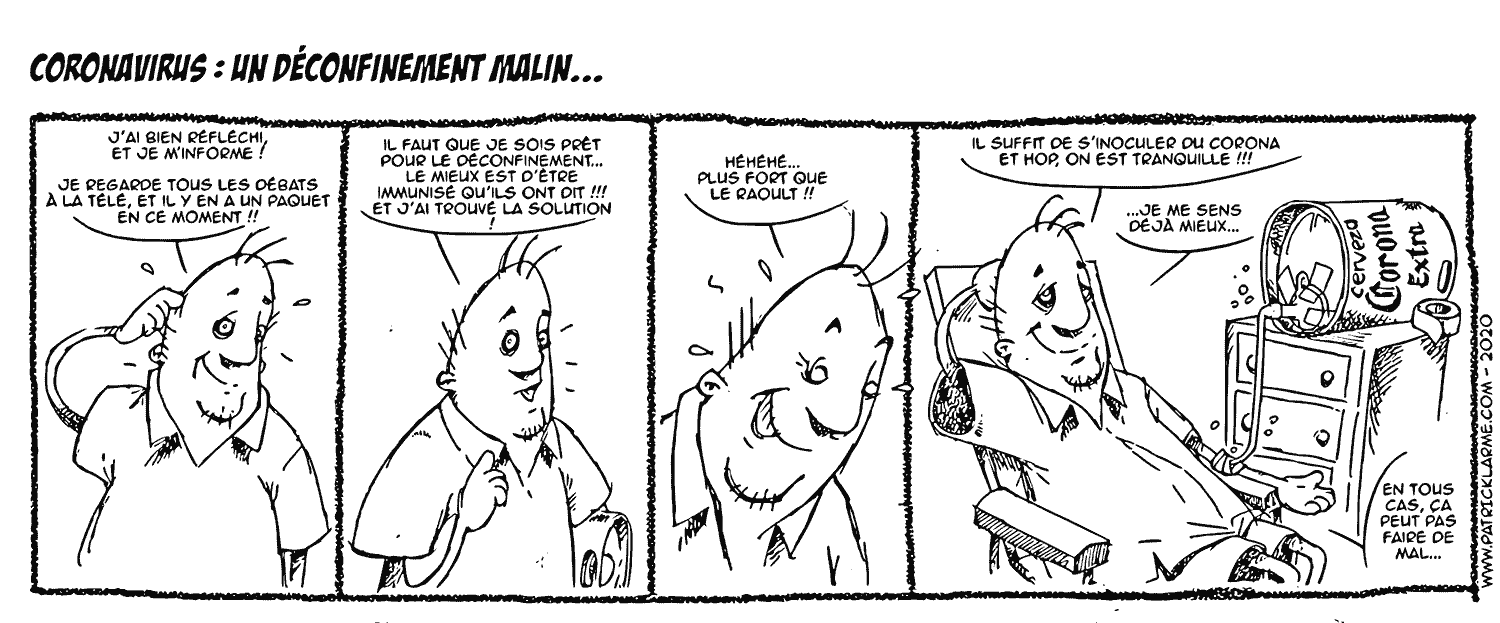 CORONAVIRUS : UN DÉCONFINEMENT MALIN...
J'AI BIEN RÉFLÉCHI,
ET JE M'INFORME !
JE REGARDE TOUS LES DÉBATS
À LA TÉLÉ, ET IL Y EN A UN PAQUET
EN CE MOMENT !!
IL FAUT QUE JE SOIS PRÊT
POUR LE DÉCONFINEMENT...
LE MIEUX EST D'ÊTRE
IMMUNISÉ QU'ILS ONT DIT !!!
ET J'AI TROUVÉ LA SOLUTION
!
HÉHÉHÉ...
PLUS FORT QUE
LE RAOULT !!
IL SUFFIT DE S'INOCULER DU CORONA
ET HOP, ON EST TRANQUILLE !!!
...JE ME SENS
DÉJÀ MIEUX...
cerveza
Corona
Extra
EN TOUS
CAS, ÇA
PEUT PAS
FAIRE DE
MAL...
WWW.PATRICKLARME.COM - 2020